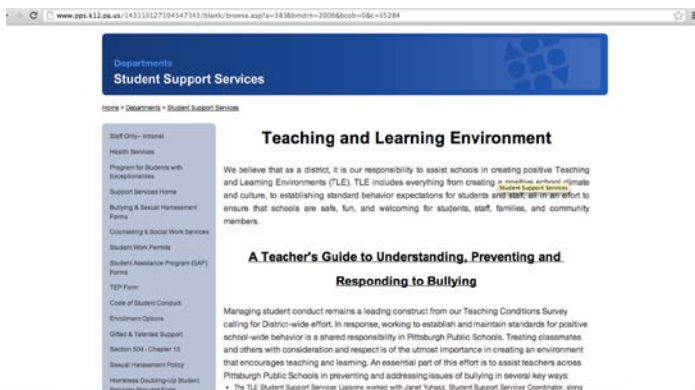 www.pps.k12.pa.us/143110127104547343/blank/browse.asp?a=383&bmdrn=2006&bcob=0&c=65284
Departments
Student Support Services
Home > Departments > Student Support Services
Staff Only-- Intranet
Health Services
Program for Students with
Exceptionalities
Support Services Home
Bullying & Sexual Harrassment
Forms
Counseling & Social Work Services
Student Work Permits
Student Assistance Program (SAP)
Forms
TEP Form
Code of Student Conduct
Enrollment Options
Gifted & Talented Support
Section 504 - Chapter 15
Sexual Harassment Policy
Homeless Doubling-Up Student
Teaching and Learning Environment
We believe that as a district, it is our responsibility to assist schools in creating positive Teaching
and Learning Environments (TLE). TLE includes everything from creating a positive school climate
Student Support Services
and culture, to establishing standard behavior expectations for students and staff, all in an effort to
ensure that schools are safe, fun, and welcoming for students, staff, families, and community
members.
A Teacher's Guide to Understanding, Preventing and
Responding to Bullying
Managing student conduct remains a leading construct from our Teaching Conditions Survey
calling for District-wide effort. In response, working to establish and maintain standards for positive
school-wide behavior is a shared responsibility in Pittsburgh Public Schools. Treating classmates
and others with consideration and respect is of the utmost importance in creating an environment
that encourages teaching and learning. An essential part of this effort is to assist teachers across
Pittsburgh Public Schools in preventing and addressing issues of bullying in several key ways:
• The TLE Student Support Services Liaisons worked with Janet Yuhasz, Student Support Services Coordinator, along